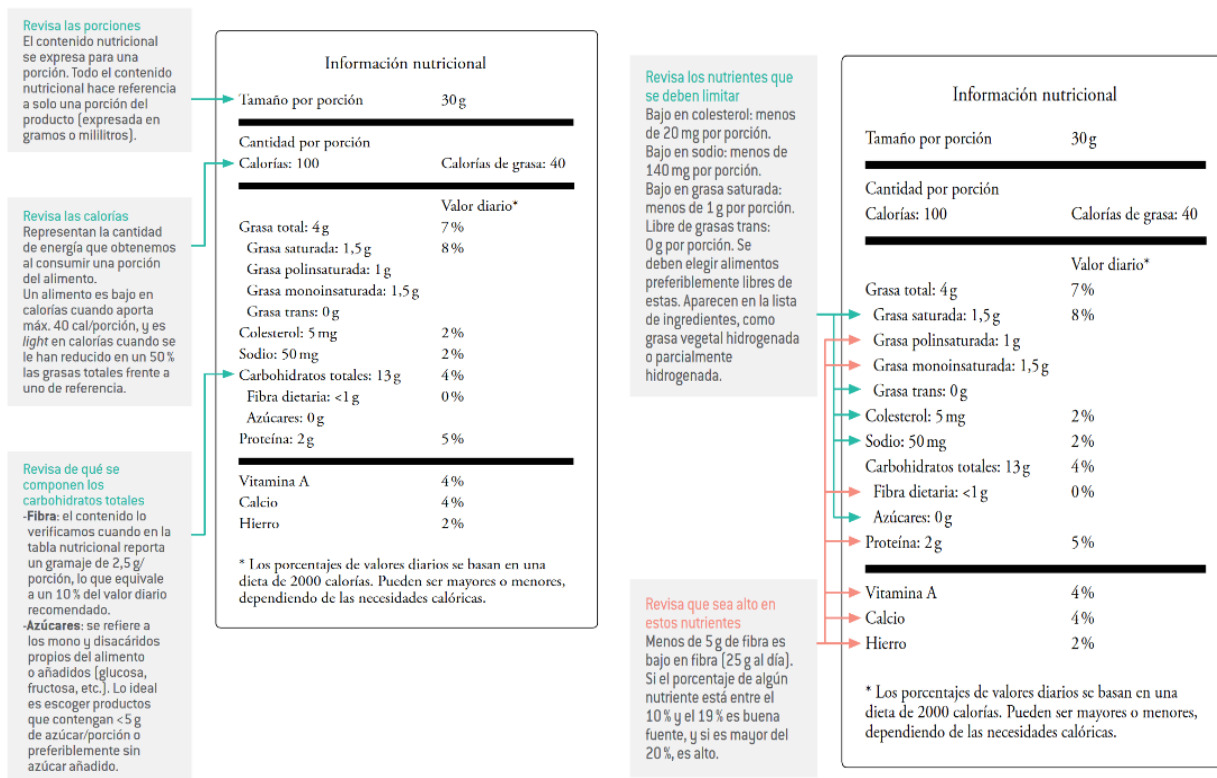 Revisa las porciones
El contenido nutricional
se expresa para una
porción. Todo el contenido
nutricional hace referencia
a solo una porción del
producto (expresada en
gramos o mililitros).
Revisa las calorías
Representan la cantidad
de energía que obtenemos
al consumir una porción
del alimento.
Un alimento es bajo en
calorías cuando aporta
máx. 40 cal/porción, y es
light en calorías cuando se
le han reducido en un 50 %
las grasas totales frente a
uno de referencia.
Revisa de qué se
componen los
carbohidratos totales
-Fibra: el contenido lo
verificamos cuando en la
tabla nutricional reporta
un gramaje de 2,5 g/
porción, lo que equivale
a un 10 % del valor diario
recomendado.
-Azúcares: se refiere a
los mono y disacáridos
propios del alimento
o añadidos (glucosa,
fructosa, etc.). Lo ideal
es escoger productos
que contengan <5 g
de azúcar/porción o
preferiblemente sin
azúcar añadido.
Información nutricional
Tamaño por porción 30 g
Cantidad por porción
Calorías: 100 Calorías de grasa: 40
Valor diario*
Grasa total: 4 g 7 %
Grasa saturada: 1,5 g 8 %
Grasa polinsaturada: 1 g
Grasa monoinsaturada: 1,5 g
Grasa trans: 0 g
Colesterol: 5 mg 2 %
Sodio: 50 mg 2 %
Carbohidratos totales: 13 g 4 %
Fibra dietaria: <1 g 0 %
Azúcares: 0 g
Proteína: 2 g 5 %
Vitamina A 4 %
Calcio 4 %
Hierro 2 %
* Los porcentajes de valores diarios se basan en una
dieta de 2000 calorías. Pueden ser mayores o menores,
dependiendo de las necesidades calóricas.
Revisa los nutrientes que
se deben limitar
Bajo en colesterol: menos
de 20 mg por porción.
Bajo en sodio: menos de
140 mg por porción.
Bajo en grasa saturada:
menos de 1 g por porción.
Libre de grasas trans:
0 g por porción. Se
deben elegir alimentos
preferiblemente libres de
estas. Aparecen en la lista
de ingredientes, como
grasa vegetal hidrogenada
o parcialmente
hidrogenada.
Revisa que sea alto en
estos nutrientes
Menos de 5 g de fibra es
bajo en fibra (25 g al día).
Si el porcentaje de algún
nutriente está entre el
10 % y el 19 % es buena
fuente, y si es mayor del
20 %, es alto.
Información nutricional
Tamaño por porción 30 g
Cantidad por porción
Calorías: 100 Calorías de grasa: 40
Valor diario*
Grasa total: 4 g 7 %
Grasa saturada: 1,5 g 8 %
Grasa polinsaturada: 1 g
Grasa monoinsaturada: 1,5 g
Grasa trans: 0 g
Colesterol: 5 mg 2 %
Sodio: 50 mg 2 %
Carbohidratos totales: 13 g 4 %
Fibra dietaria: <1 g 0 %
Azúcares: 0 g
Proteína: 2 g 5 %
Vitamina A 4 %
Calcio 4 %
Hierro 2 %
* Los porcentajes de valores diarios se basan en una
dieta de 2000 calorías. Pueden ser mayores o menores,
dependiendo de las necesidades calóricas.